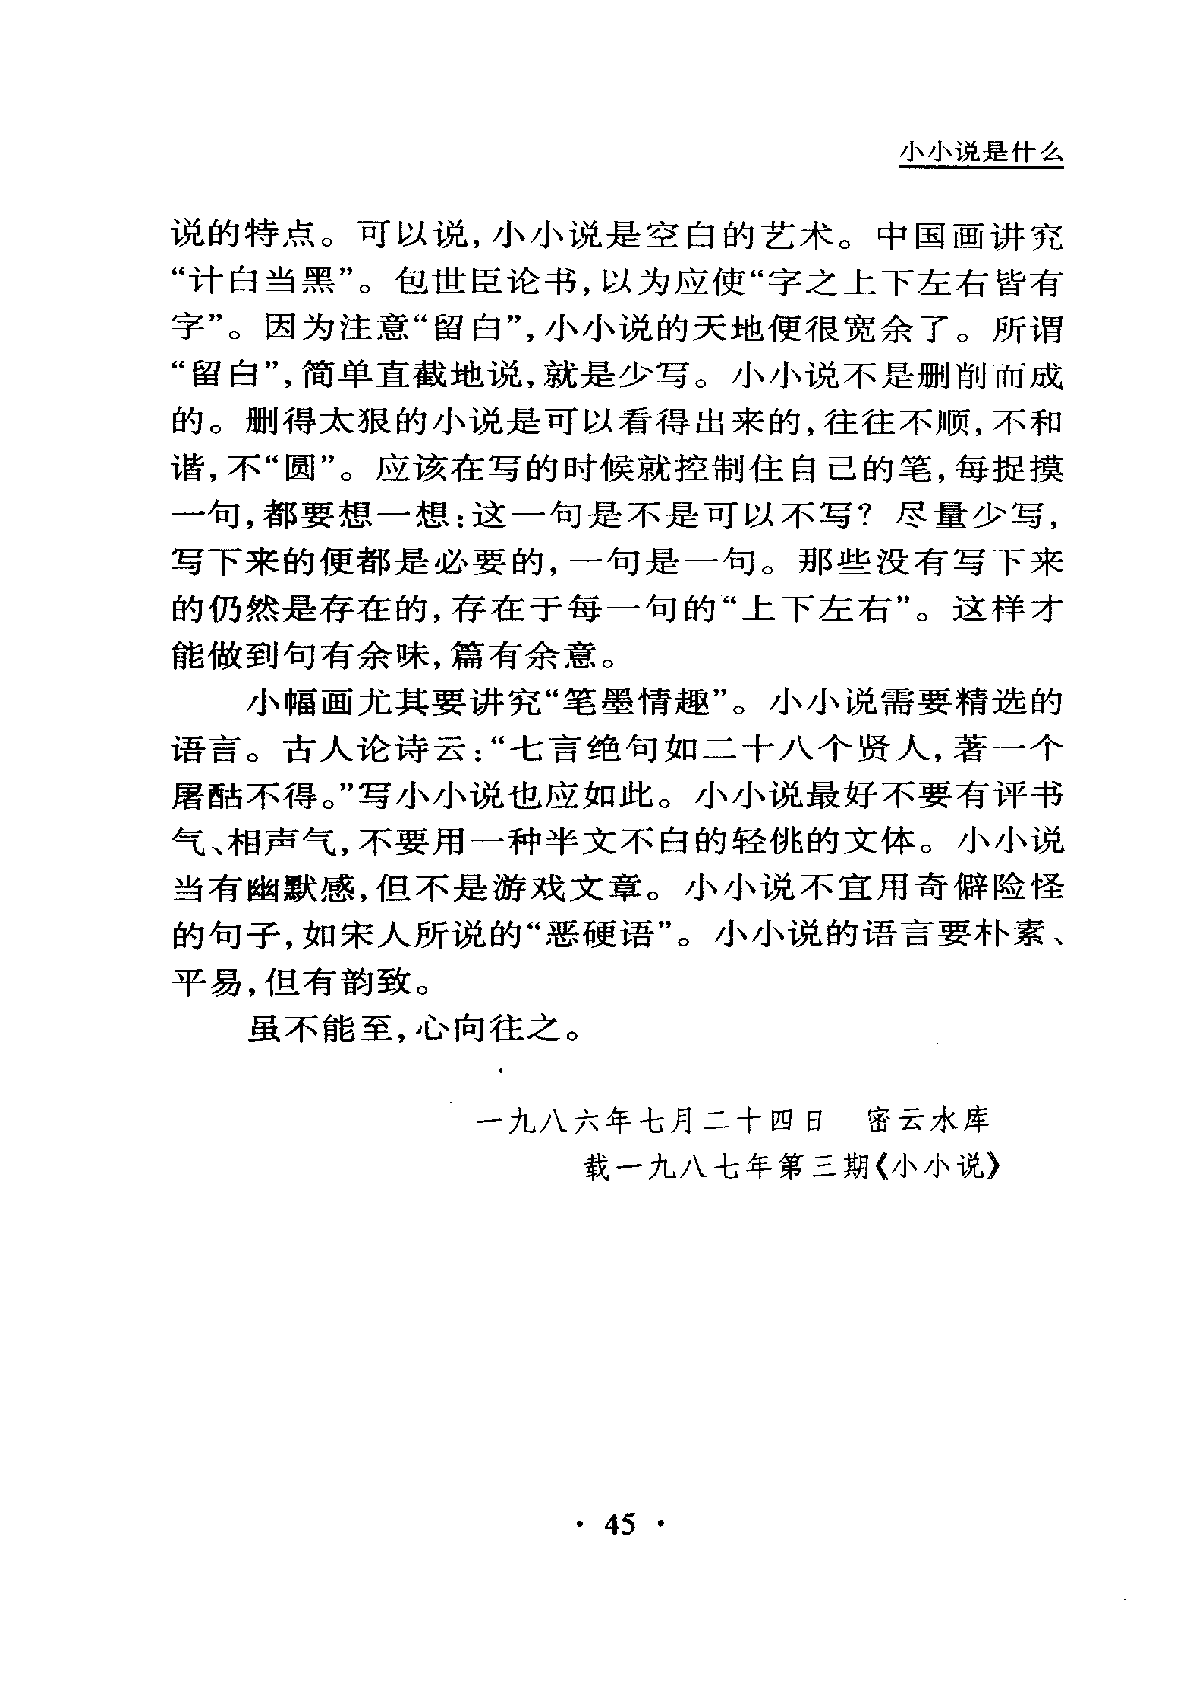 小小说是什么
说的特点。可以说，小小说是空白的艺术。中国画讲究
“计白当黑”。包世臣论书，以为应使“字之上下左右皆有
字”。因为注意“留白”，小小说的天地便很宽余了。所谓
“留白”，简单直截地说，就是少写。小小说不是删削而成
的。删得太狠的小说是可以看得出来的，往往不顺，不和
谐，不“圆”。应该在写的时候就控制住自己的笔，每捉摸
一句，都要想一想：这一句是不是可以不写？尽量少写，
写下来的便都是必要的，一句是一句。那些没有写下来
的仍然是存在的，存在于每一句的“上下左右”。这样才
能做到句有余味，篇有余意。
小幅画尤其要讲究“笔墨情趣”。小小说需要精选的
语言。古人论诗云：“七言绝句如二十八个贤人，著一个
屠酤不得。”写小小说也应如此。小小说最好不要有评书
气、相声气，不要用一种半文不白的轻佻的文体。小小说
当有幽默感，但不是游戏文章。小小说不宜用奇僻险怪
的句子，如宋人所说的“恶硬语”。小小说的语言要朴素、
平易，但有韵致。
虽不能至，心向往之。
一九八六年七月二十四日　密云水库
载一九八七年第三期《小小说》
· 45 ·